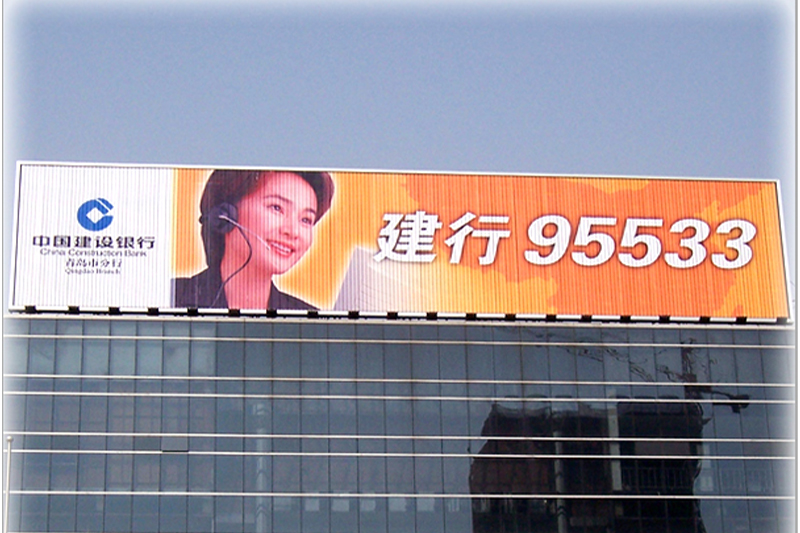 中国建设银行
China Construction Bank
青岛市分行
Qingdao Branch
建行 95533